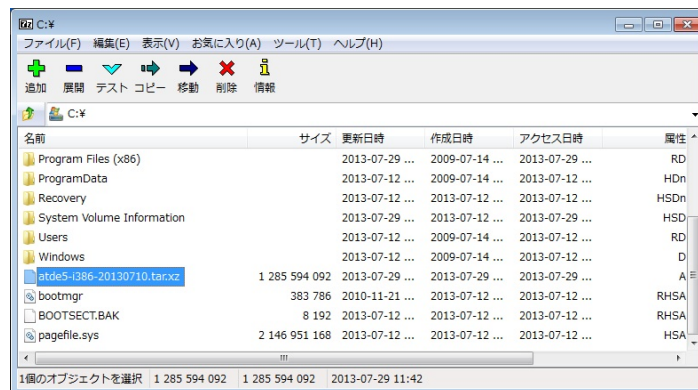 7z C:¥
ファイル(F) 編集(E) 表示(V) お気に入り(A) ツール(T) ヘルプ(H)
追加 展開 テスト コピー 移動 削除 情報
C:¥
名前 サイズ 更新日時 作成日時 アクセス日時 属性
Program Files (x86) 2013-07-29 ... 2009-07-14 ... 2013-07-29 ... RD
ProgramData 2013-07-12 ... 2009-07-14 ... 2013-07-12 ... HDn
Recovery 2013-07-12 ... 2013-07-12 ... 2013-07-12 ... HSDn
System Volume Information 2013-07-29 ... 2013-07-12 ... 2013-07-29 ... HSD
Users 2013-07-12 ... 2009-07-14 ... 2013-07-12 ... RD
Windows 2013-07-12 ... 2009-07-14 ... 2013-07-12 ... D
atde5-i386-20130710.tar.xz 1 285 594 092 2013-07-29 ... 2013-07-29 ... 2013-07-29 ... A
bootmgr 383 786 2010-11-21 ... 2013-07-12 ... 2013-07-12 ... RHSA
BOOTSECT.BAK 8 192 2013-07-12 ... 2013-07-12 ... 2013-07-12 ... RHSA
pagefile.sys 2 146 951 168 2013-07-12 ... 2013-07-12 ... 2013-07-12 ... HSA
1個のオブジェクトを選択 1 285 594 092 1 285 594 092 2013-07-29 11:42